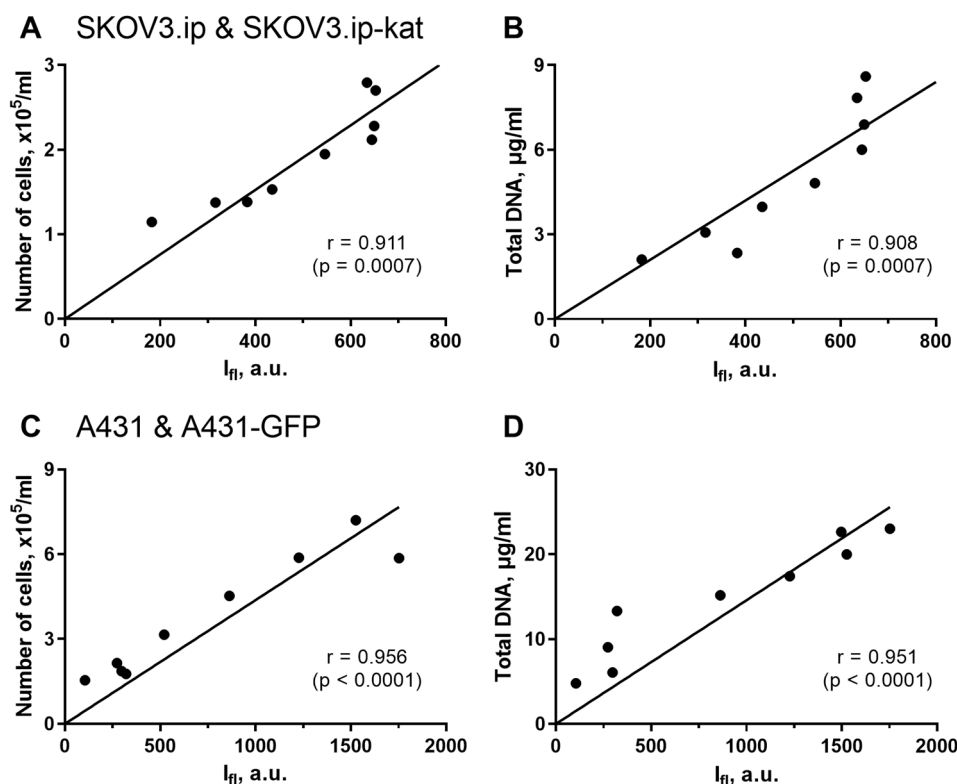 A SKOV3.ip & SKOV3.ip-kat
Number of cells, x10⁵/ml
3
2
1
0
r = 0.911
(p = 0.0007)
0 200 400 600 800
I_fl, a.u.
B
Total DNA, µg/ml
9
6
3
0
r = 0.908
(p = 0.0007)
0 200 400 600 800
I_fl, a.u.
C A431 & A431-GFP
Number of cells, x10⁵/ml
9
6
3
0
r = 0.956
(p < 0.0001)
0 500 1000 1500 2000
I_fl, a.u.
D
Total DNA, µg/ml
30
20
10
0
r = 0.951
(p < 0.0001)
0 500 1000 1500 2000
I_fl, a.u.